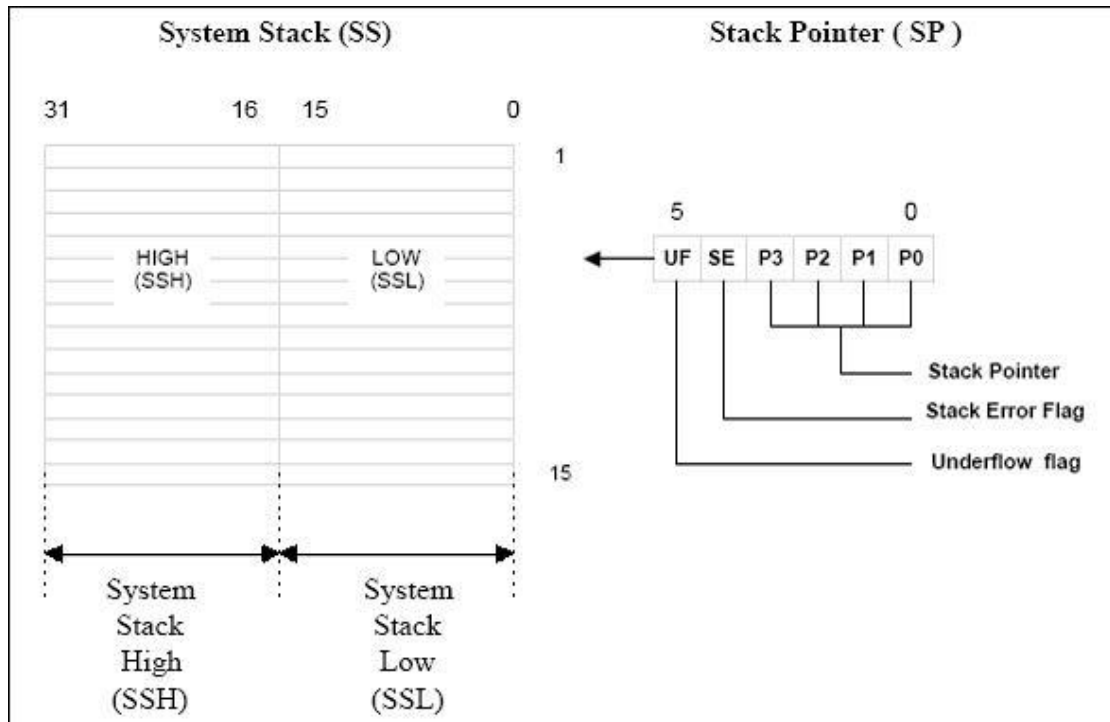 System Stack (SS)
Stack Pointer ( SP )
31 16 15 0
1
5 0
HIGH
(SSH)
LOW
(SSL)
UF SE P3 P2 P1 P0
Stack Pointer
Stack Error Flag
Underflow flag
15
System
Stack
High
(SSH)
System
Stack
Low
(SSL)